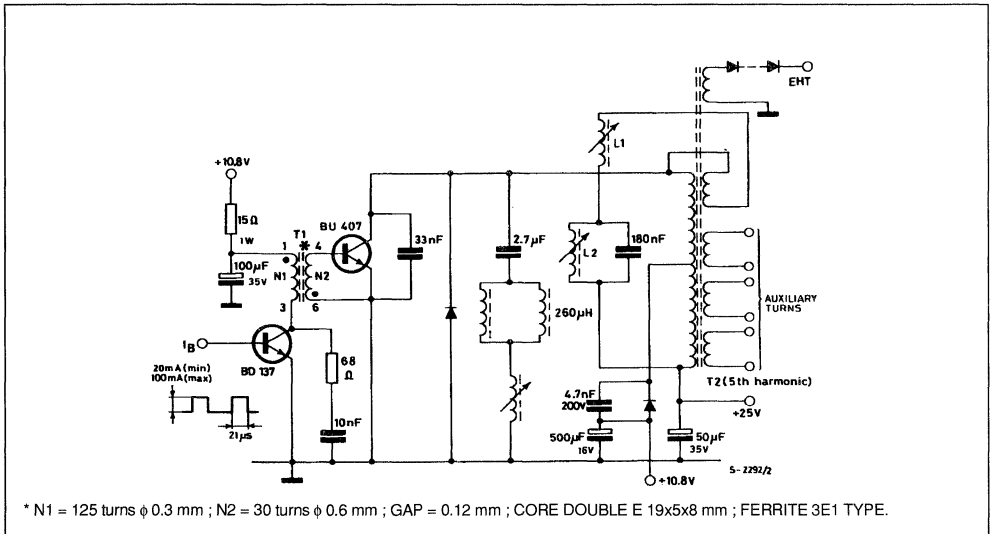 EHT
L1
+10.8V
15Ω
1W
T1
*
BU 407
33nF
2.7µF
L2
180nF
1
4
100µF
35V
N1
N2
3
6
260µH
AUXILIARY
TURNS
IB
BD 137
20mA(min)
100mA(max)
68
Ω
10nF
21µs
T2(5th harmonic)
4.7nF
200V
+25V
500µF
16V
50µF
35V
S-2292/2
+10.8V
* N1 = 125 turns ϕ 0.3 mm ; N2 = 30 turns ϕ 0.6 mm ; GAP = 0.12 mm ; CORE DOUBLE E 19x5x8 mm ; FERRITE 3E1 TYPE.